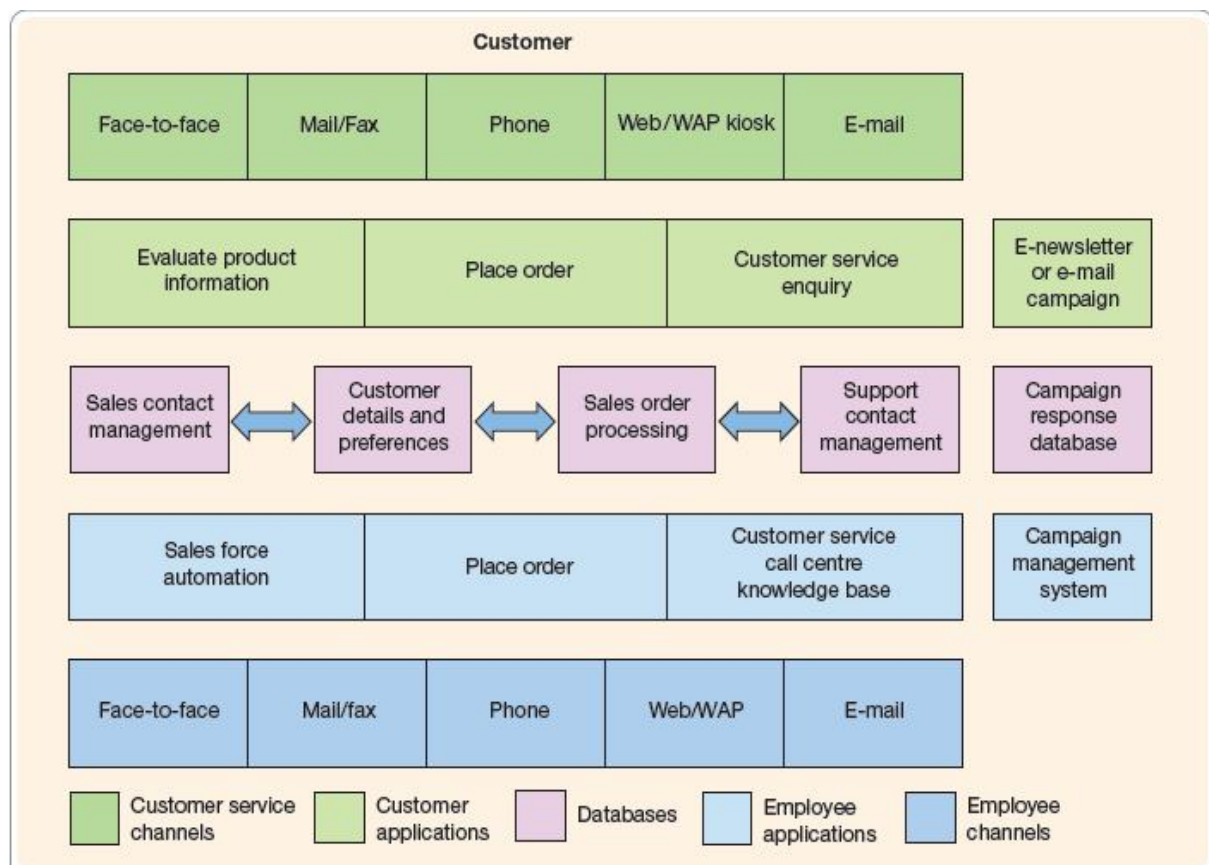 Customer
Face-to-face
Mail/Fax
Phone
Web/WAP kiosk
E-mail
Evaluate product
information
Place order
Customer service
enquiry
E-newsletter
or e-mail
campaign
Sales contact
management
Customer
details and
preferences
Sales order
processing
Support
contact
management
Campaign
response
database
Sales force
automation
Place order
Customer service
call centre
knowledge base
Campaign
management
system
Face-to-face
Mail/fax
Phone
Web/WAP
E-mail
Customer service
channels
Customer
applications
Databases
Employee
applications
Employee
channels